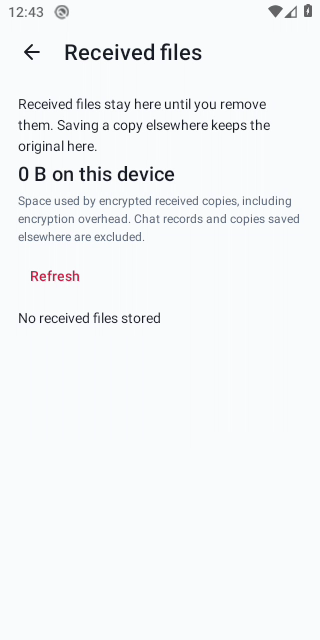 12:43
Received files
Received files stay here until you remove
them. Saving a copy elsewhere keeps the
original here.
0 B on this device
Space used by encrypted received copies, including
encryption overhead. Chat records and copies saved
elsewhere are excluded.
Refresh
No received files stored